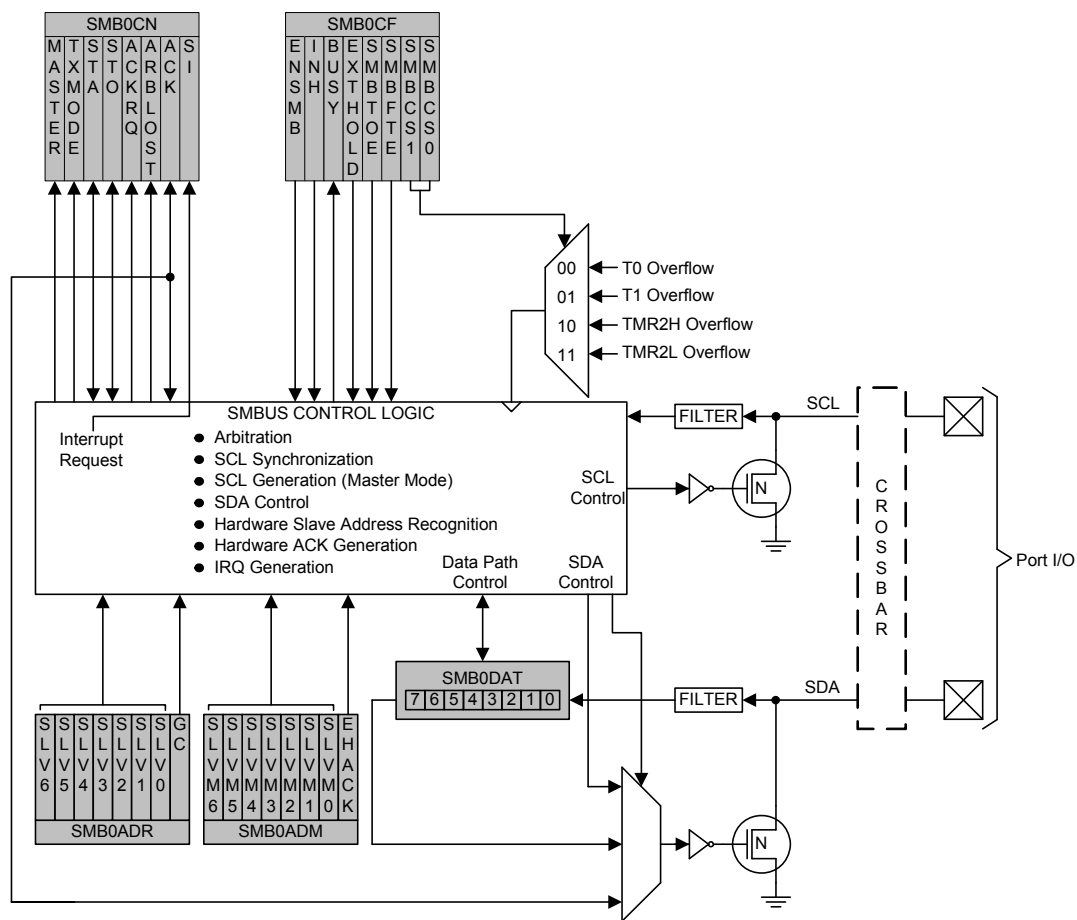 SMB0CN
MASTER
TXMODE
STA
STO
ACKRQ
ARBLOST
ACK
SI
SMB0CF
ENSMB
INH
BUSY
EXTHOLD
SMBTOE
SMBFTE
SMBCS1
SMBCS0
00
01
10
11
T0 Overflow
T1 Overflow
TMR2H Overflow
TMR2L Overflow
SMBUS CONTROL LOGIC
Interrupt
Request
● Arbitration
● SCL Synchronization
● SCL Generation (Master Mode)
● SDA Control
● Hardware Slave Address Recognition
● Hardware ACK Generation
● IRQ Generation
SCL
Control
Data Path
Control
SDA
Control
FILTER
SCL
N
CROSSBAR
Port I/O
SMB0DAT
7 6 5 4 3 2 1 0
FILTER
SDA
N
SLV6
SLV5
SLV4
SLV3
SLV2
SLV1
SLV0
GC
SMB0ADR
SLVM6
SLVM5
SLVM4
SLVM3
SLVM2
SLVM1
SLVM0
EHACK
SMB0ADM